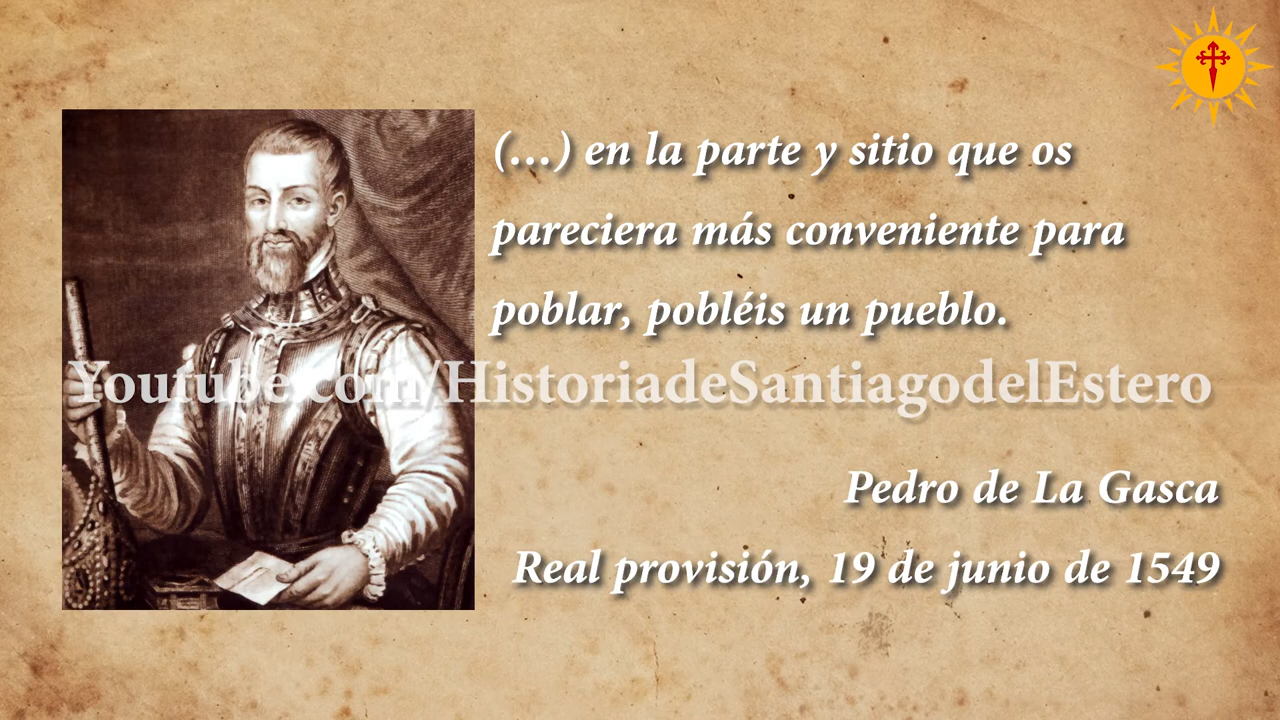 (...) en la parte y sitio que os
pareciera más conveniente para
poblar, pobléis un pueblo.
Youtube.com/HistoriadeSantiagodelEstero
Pedro de La Gasca
Real provisión, 19 de junio de 1549